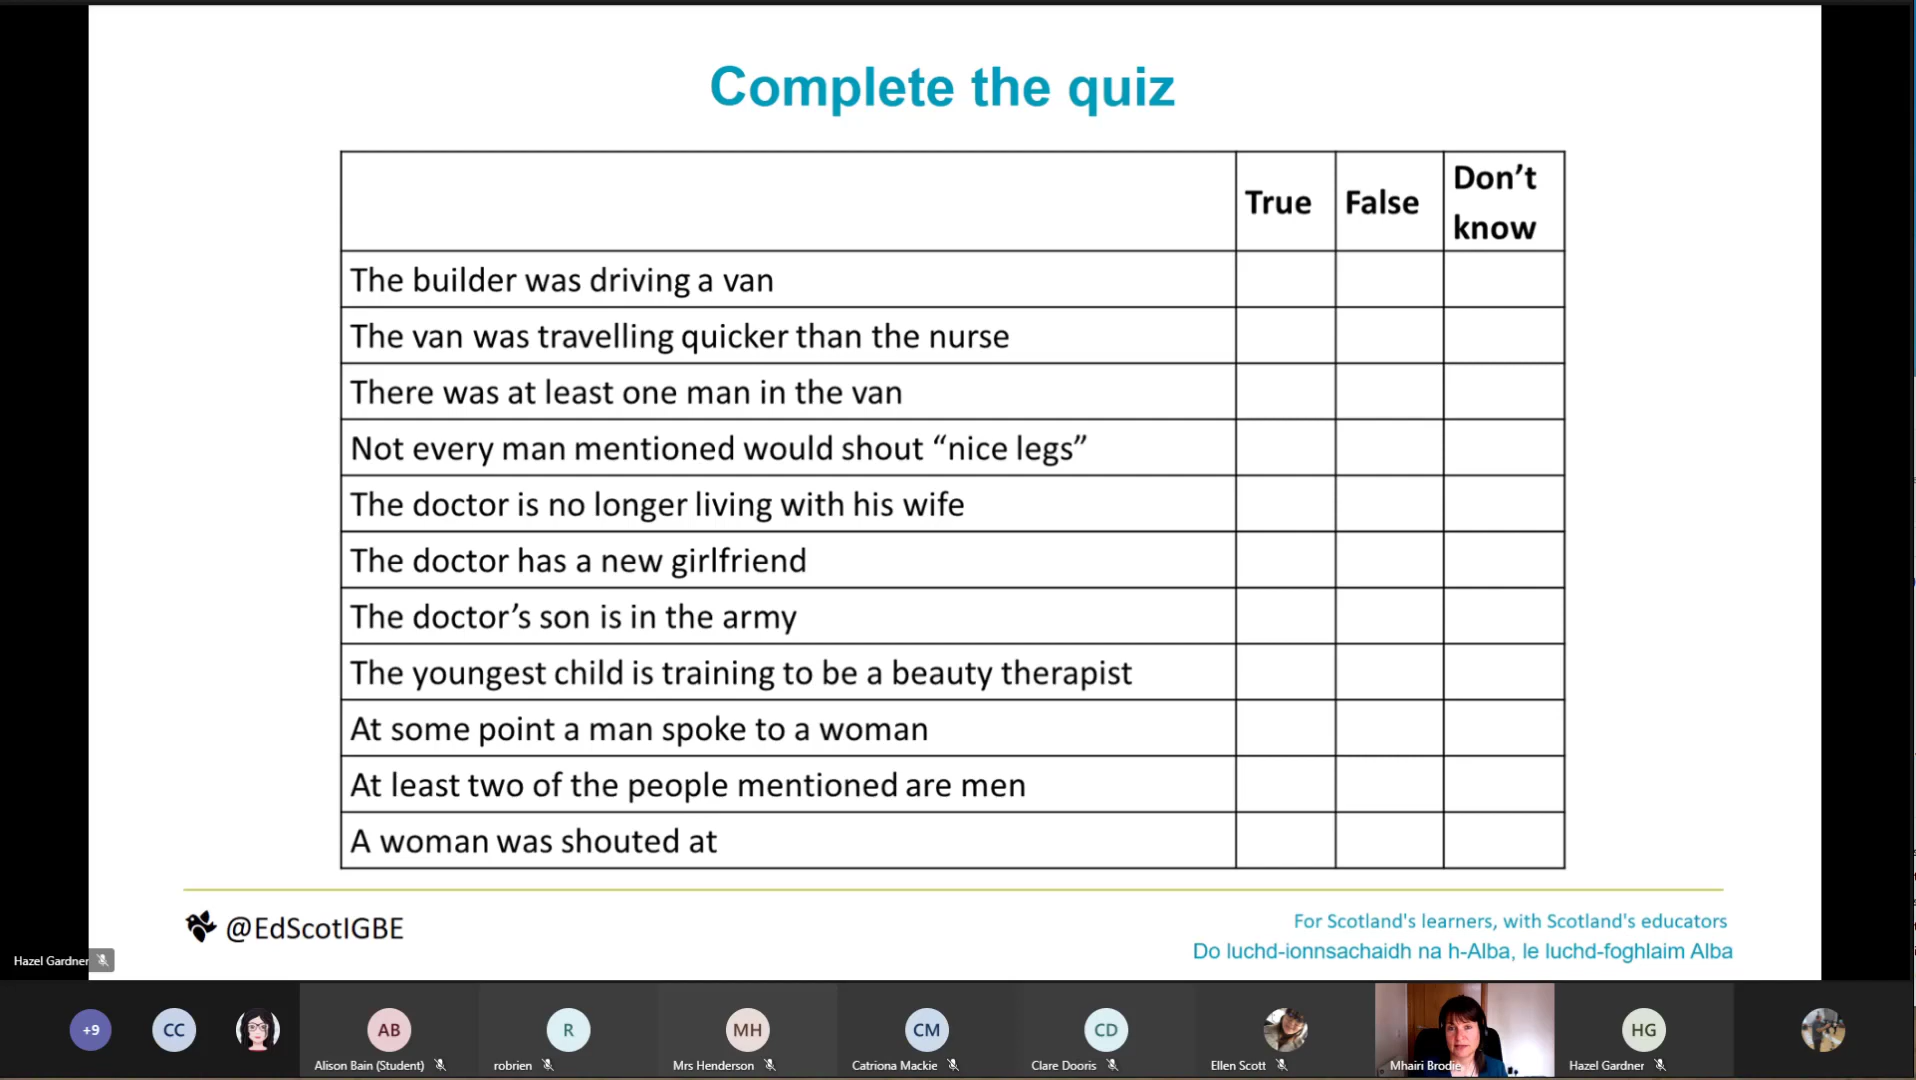 Complete the quiz
True
False
Don’t
know
The builder was driving a van
The van was travelling quicker than the nurse
There was at least one man in the van
Not every man mentioned would shout “nice legs”
The doctor is no longer living with his wife
The doctor has a new girlfriend
The doctor’s son is in the army
The youngest child is training to be a beauty therapist
At some point a man spoke to a woman
At least two of the people mentioned are men
A woman was shouted at
@EdScotIGBE
For Scotland's learners, with Scotland's educators
Do luchd-ionnsachaidh na h-Alba, le luchd-foghlaim Alba
Hazel Gardner
+9
CC
AB
R
MH
CM
CD
HG
Alison Bain (Student)
robrien
Mrs Henderson
Catriona Mackie
Clare Dooris
Ellen Scott
Mhairi Brodie
Hazel Gardner